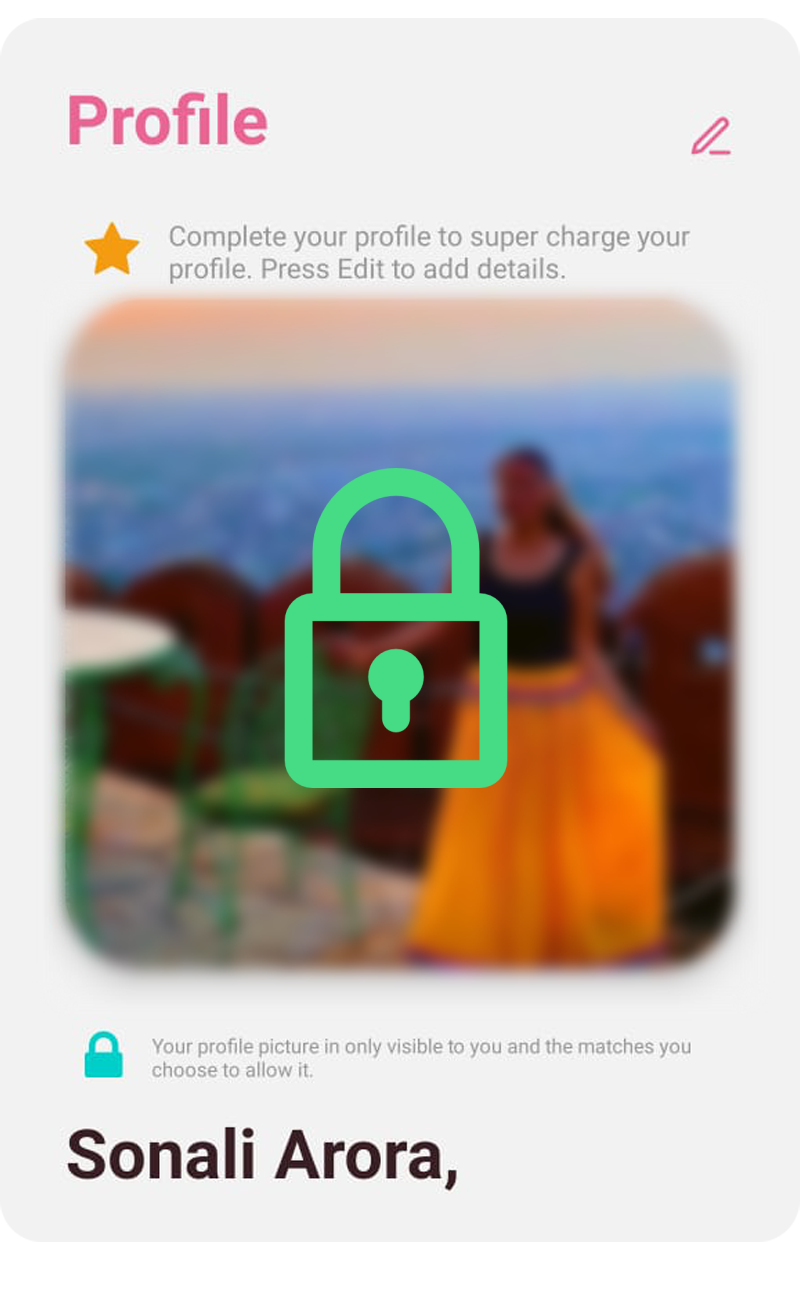 Profile
Complete your profile to super charge your
profile. Press Edit to add details.
Your profile picture in only visible to you and the matches you
choose to allow it.
Sonali Arora,